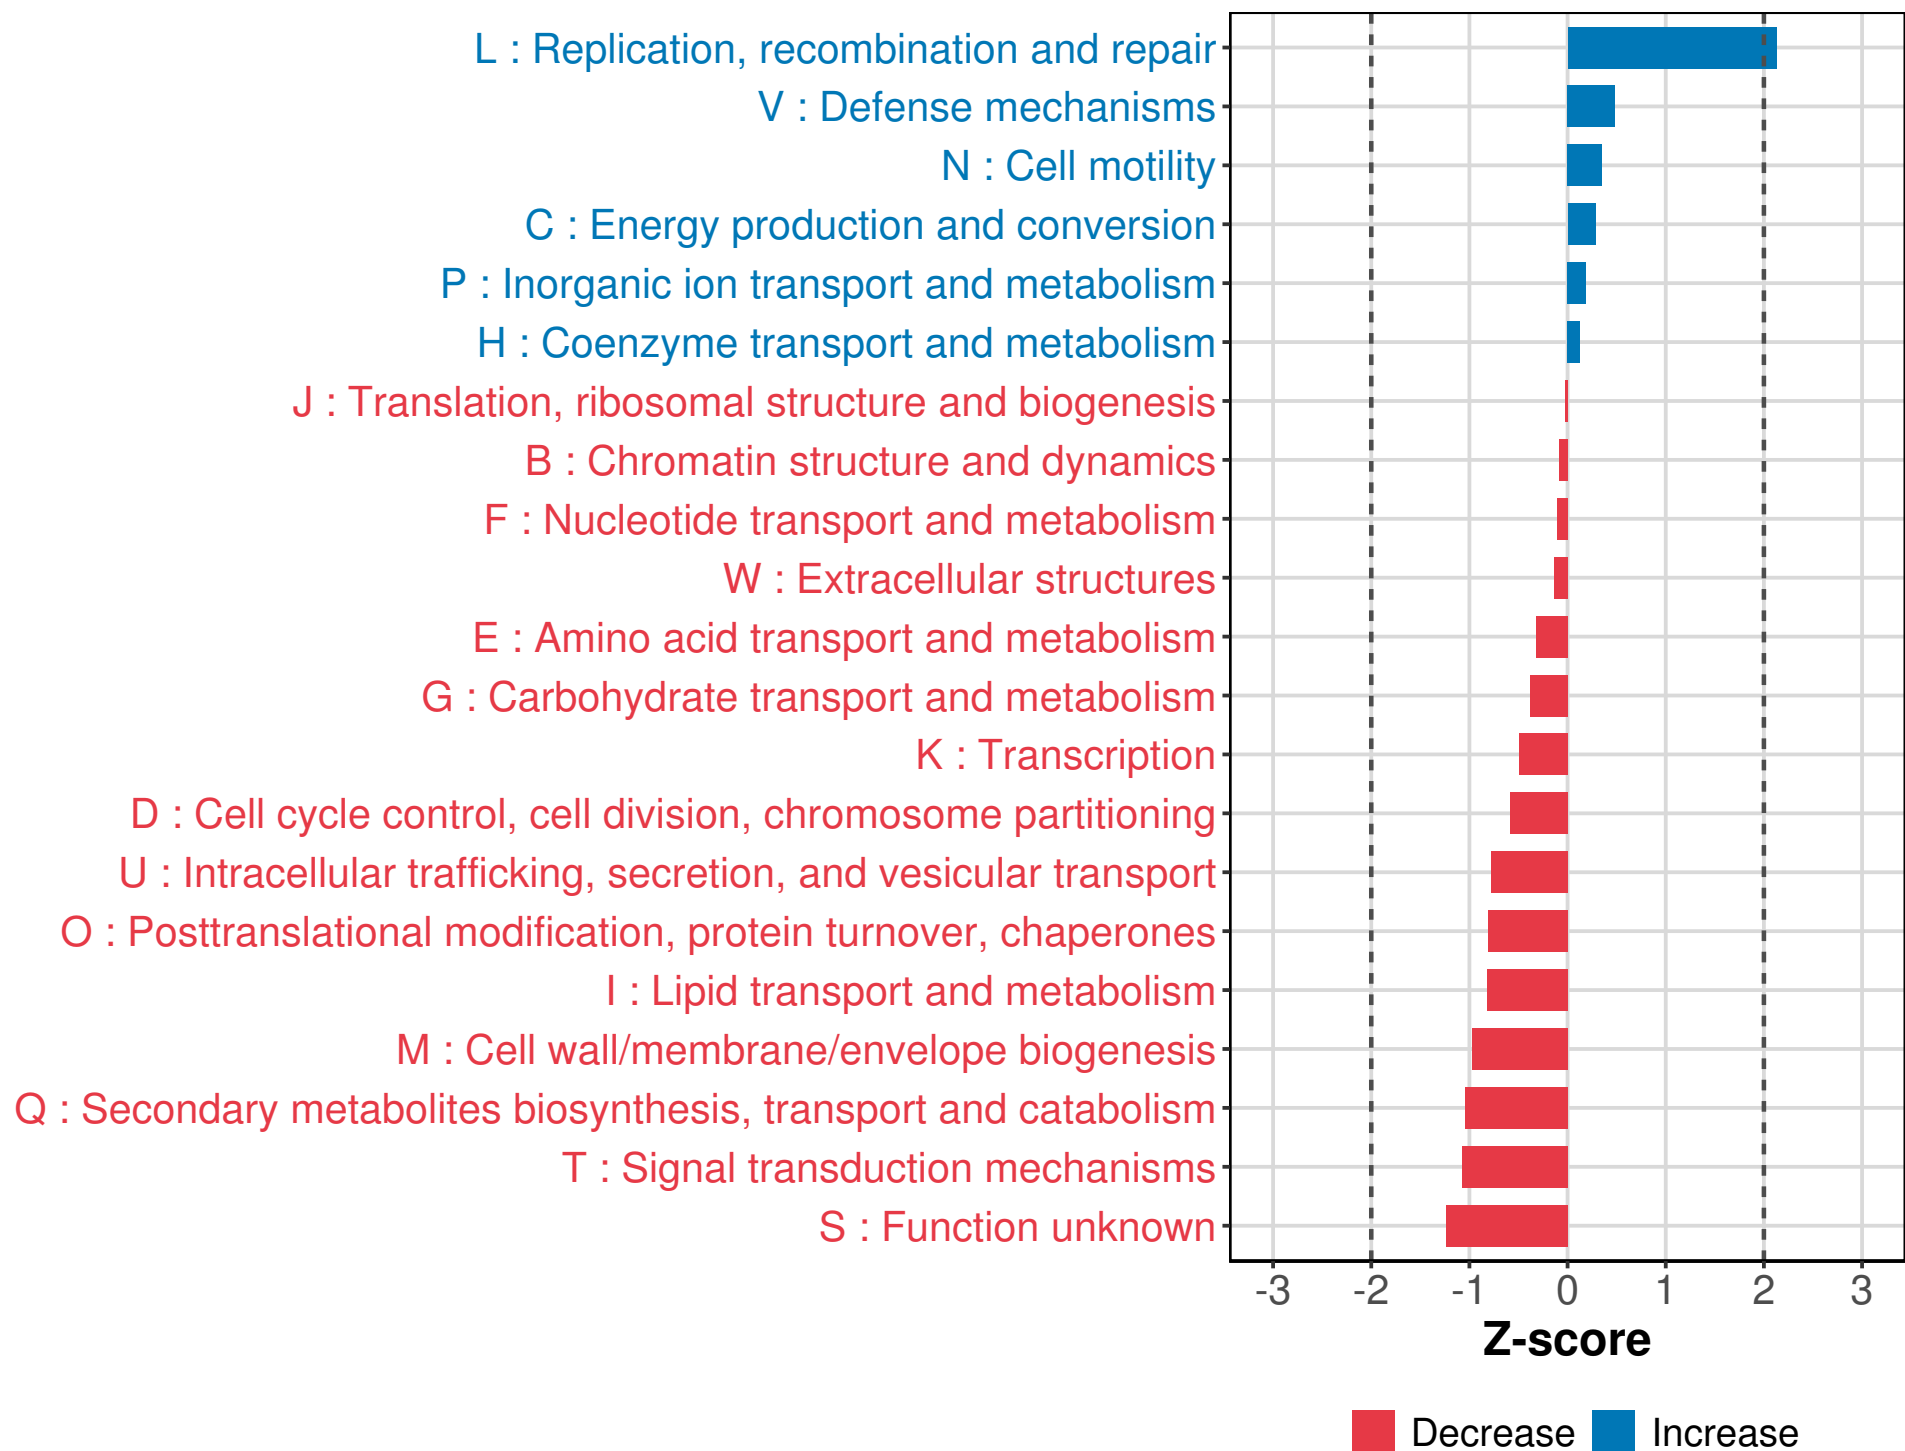 L : Replication, recombination and repair
V : Defense mechanisms
N : Cell motility
C : Energy production and conversion
P : Inorganic ion transport and metabolism
H : Coenzyme transport and metabolism
J : Translation, ribosomal structure and biogenesis
B : Chromatin structure and dynamics
F : Nucleotide transport and metabolism
W : Extracellular structures
E : Amino acid transport and metabolism
G : Carbohydrate transport and metabolism
K : Transcription
D : Cell cycle control, cell division, chromosome partitioning
U : Intracellular trafficking, secretion, and vesicular transport
O : Posttranslational modification, protein turnover, chaperones
I : Lipid transport and metabolism
M : Cell wall/membrane/envelope biogenesis
Q : Secondary metabolites biosynthesis, transport and catabolism
T : Signal transduction mechanisms
S : Function unknown
-3 -2 -1 0 1 2 3
Z-score
Decrease Increase